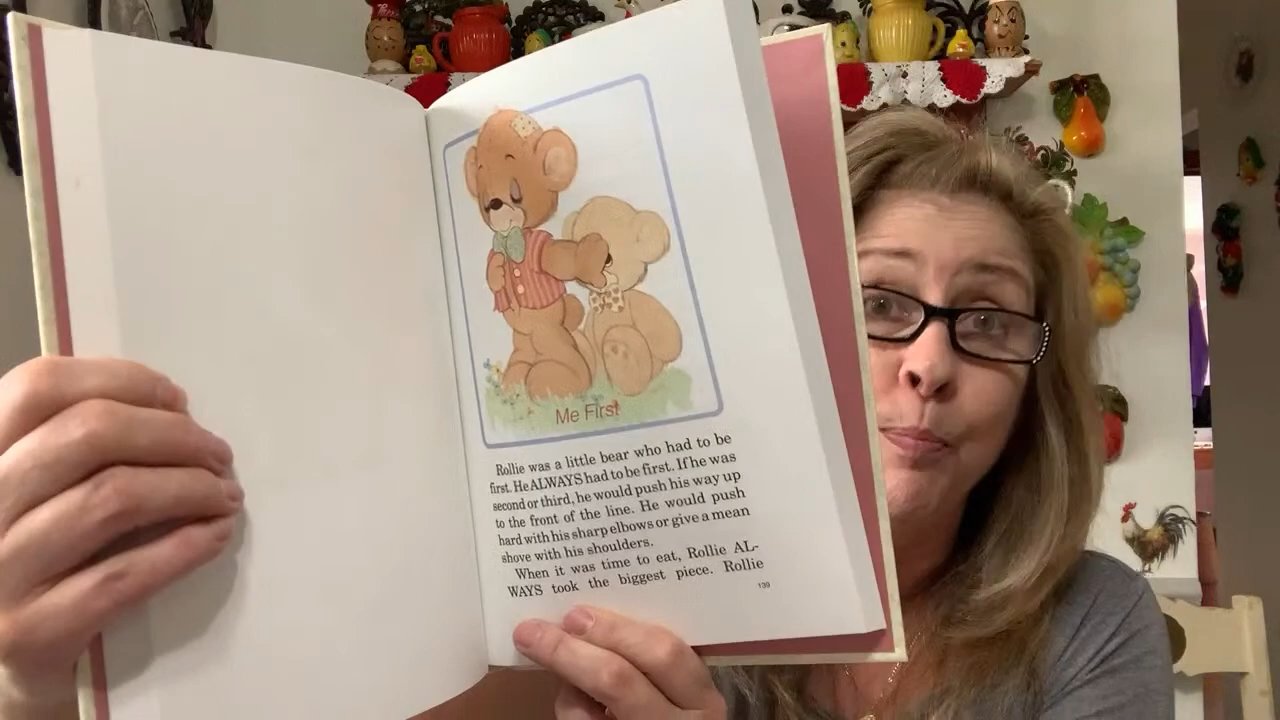 Me First
Rollie was a little bear who had to be
first. He ALWAYS had to be first. If he was
second or third, he would push his way up
to the front of the line. He would push
hard with his sharp elbows or give a mean
shove with his shoulders.
When it was time to eat, Rollie AL-
WAYS took the biggest piece. Rollie
139